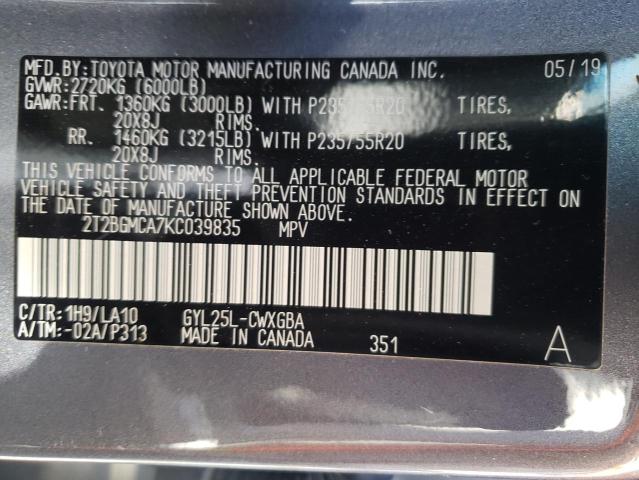 MFD.BY:TOYOTA MOTOR MANUFACTURING CANADA INC. 05/19
GVWR:2720KG (6000LB)
GAWR:FRT. 1360KG (3000LB) WITH P235/55R20 TIRES,
20X8J RIMS.
RR. 1460KG (3215LB) WITH P235/55R20 TIRES,
20X8J RIMS.
THIS VEHICLE CONFORMS TO ALL APPLICABLE FEDERAL MOTOR
VEHICLE SAFETY AND THEFT PREVENTION STANDARDS IN EFFECT ON
THE DATE OF MANUFACTURE SHOWN ABOVE.
2T2BGMCA7KC039835 MPV
C/TR:1H9/LA10 GYL25L-CWXGBA
A/TM:-02A/P313 MADE IN CANADA 351 A